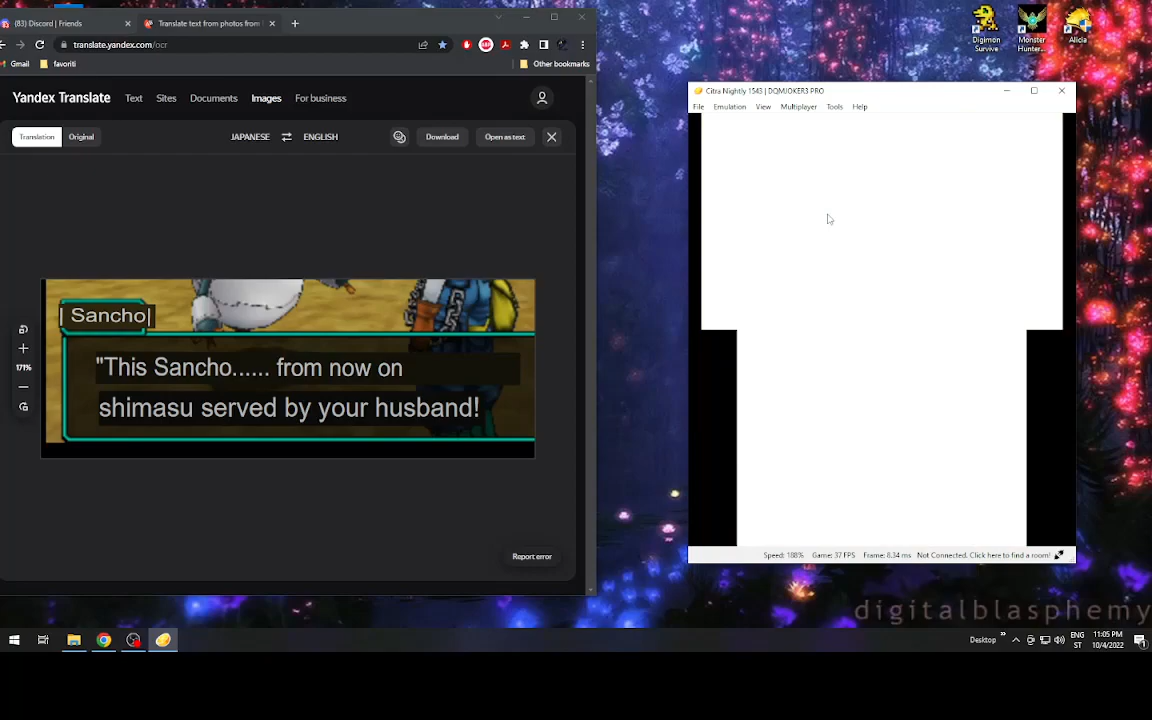 (83) Discord | Friends
Translate text from photos from
translate.yandex.com/ocr
Gmail
favoriti
Other bookmarks
Yandex Translate
Text
Sites
Documents
Images
For business
Translation
Original
JAPANESE
ENGLISH
Download
Open as text
171%
| Sancho|
"This Sancho...... from now on
shimasu served by your husband!
Report error
Digimon
Survive
Monster
Hunter...
Alicia
Citra Nightly 1543 | DQMJOKER3 PRO
File
Emulation
View
Multiplayer
Tools
Help
Speed: 188%
Game: 37 FPS
Frame: 8.34 ms
Not Connected. Click here to find a room!
digitalblasphemy
Desktop
ENG
ST
11:05 PM
10/4/2022
1